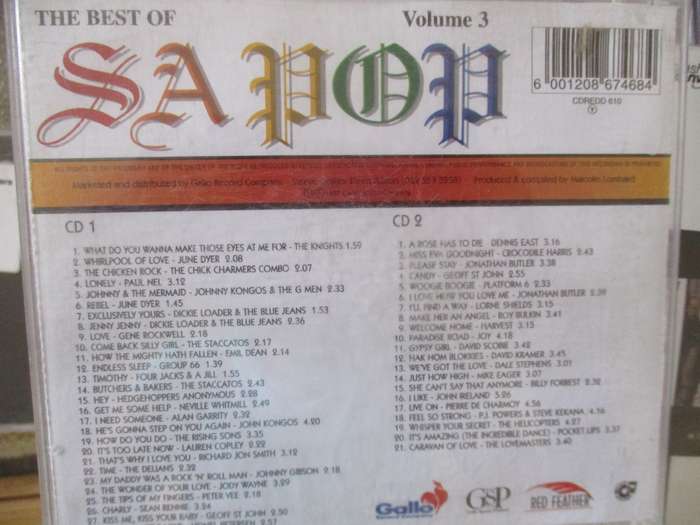 THE BEST OF
Volume 3
SA POP
6 001208 674684
CDREDD 610
Marketed and distributed by Gallo Record Company
Produced & compiled by Malcolm Lombard
CD 1
1. WHAT DO YOU WANNA MAKE THOSE EYES AT ME FOR - THE KNIGHTS 1.59
2. WHIRLPOOL OF LOVE - JUNE DYER 2.08
3. THE CHICKEN ROCK - THE CHICK CHARMERS COMBO 2.07
4. LONELY - PAUL NEL 3.12
5. JOHNNY & THE MERMAID - JOHNNY KONGOS & THE G MEN 2.33
6. REBEL - JUNE DYER 1.45
7. EXCLUSIVELY YOURS - DICKIE LOADER & THE BLUE JEANS 1.53
8. JENNY JENNY - DICKIE LOADER & THE BLUE JEANS 2.36
9. LOVE - GENE ROCKWELL 2.18
10. COME BACK SILLY GIRL - THE STACCATOS 2.17
11. HOW THE MIGHTY HATH FALLEN - EMIL DEAN 2.14
12. ENDLESS SLEEP - GROUP 66 1.39
13. TIMOTHY - FOUR JACKS & A JILL 1.55
14. BUTCHERS & BAKERS - THE STACCATOS 2.43
15. HEY - HEDGEHOPPERS ANONYMOUS 2.28
16. GET ME SOME HELP - NEVILLE WHITMILL 2.49
17. I NEED SOMEONE - ALAN GARRITY 2.32
18. HE'S GONNA STEP ON YOU AGAIN - JOHN KONGOS 4.20
19. HOW DO YOU DO - THE RISING SONS 3.35
20. IT'S TOO LATE NOW - LAUREN COPLEY 2.22
21. THAT'S WHY I LOVE YOU - RICHARD JON SMITH 3.12
22. TIME - THE DELIANS 2.32
23. MY DADDY WAS A ROCK 'N' ROLL MAN - JOHNNY GIBSON 2.18
24. THE WONDER OF YOUR LOVE - JODY WAYNE 3.29
25. THE TIPS OF MY FINGERS - PETER VEE 2.18
26. CHARLY - SEAN RENNIE 3.24
27. KISS ME, KISS YOUR BABY - GEOFF ST JOHN 2.50
PETERSEN 2.57
CD 2
1. A ROSE HAS TO DIE - DENNIS EAST 3.16
2. MISS EVA GOODNIGHT - CROCODILE HARRIS 2.43
3. PLEASE STAY - JONATHAN BUTLER 3.38
4. CANDY - GEOFF ST JOHN 2.55
5. WOOGIE BOOGIE - PLATFORM 6 2.33
6. I LOVE HOW YOU LOVE ME - JONATHAN BUTLER 2.39
7. I'LL FIND A WAY - LORNE SHIELDS 3.15
8. MAKE HER AN ANGEL - ROY BULKIN 3.41
9. WELCOME HOME - HARVEST 3.15
10. PARADISE ROAD - JOY 4.18
11. GYPSY GIRL - DAVID SCOBIE 2.42
12. HAK HOM BLOKKIES - DAVID KRAMER 3.45
13. WE'VE GOT THE LOVE - DALE STEPHENS 3.01
14. JUST HOW HIGH - MIKE EAGER 3.27
15. SHE CAN'T SAY THAT ANYMORE - BILLY FORREST 2.32
16. I LIKE - JOHN IRELAND 5.26
17. LIVE ON - PIERRE DE CHARMOY 4.56
18. FEEL SO STRONG - P.J. POWERS & STEVE KEKANA 4.16
19. WHISPER YOUR SECRET - THE HELICOPTERS 4.27
20. IT'S AMAZING (THE INCREDIBLE DANCE) - POCKET LIPS 3.37
21. CARAVAN OF LOVE - THE LOVEMASTERS 3.40
Gallo
GSP
RED FEATHER